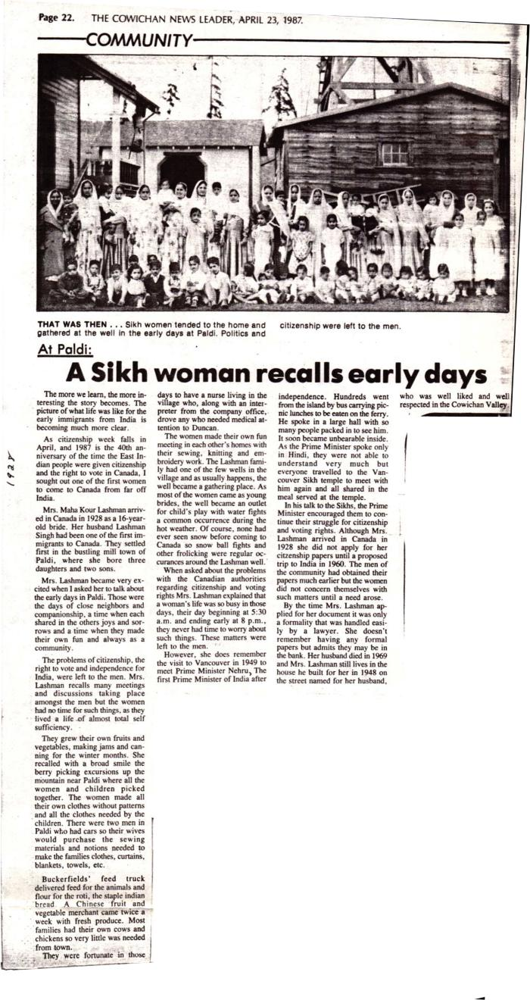 Page 22. THE COWICHAN NEWS LEADER, APRIL 23, 1987.
COMMUNITY
THAT WAS THEN . . . Sikh women tended to the home and
gathered at the well in the early days at Paldi. Politics and
citizenship were left to the men.
At Paldi:
A Sikh woman recalls early days
The more we learn, the more in-
teresting the story becomes. The
picture of what life was like for the
early immigrants from India is
becoming much more clear.
As citizenship week falls in
April, and 1987 is the 40th an-
niversary of the time the East In-
dian people were given citizenship
and the right to vote in Canada, I
sought out one of the first women
to come to Canada from far off
India.
Mrs. Maha Kour Lashman arriv-
ed in Canada in 1928 as a 16-year-
old bride. Her husband Lashman
Singh had been one of the first im-
migrants to Canada. They settled
first in the bustling mill town of
Paldi, where she bore three
daughters and two sons.
Mrs. Lashman became very ex-
cited when I asked her to talk about
the early days in Paldi. Those were
the days of close neighbors and
companionship, a time when each
shared in the others joys and sor-
rows and a time when they made
their own fun and always as a
community.
The problems of citizenship, the
right to vote and independence for
India, were left to the men. Mrs.
Lashman recalls many meetings
and discussions taking place
amongst the men but the women
had no time for such things, as they
lived a life of almost total self
sufficiency.
They grew their own fruits and
vegetables, making jams and can-
ning for the winter months. She
recalled with a broad smile the
berry picking excursions up the
mountain near Paldi where all the
women and children picked
together. The women made all
their own clothes without patterns
and all the clothes needed by the
children. There were two men in
Paldi who had cars so their wives
would purchase the sewing
materials and notions needed to
make the families clothes, curtains,
blankets, towels, etc.
Buckerfields' feed truck
delivered feed for the animals and
flour for the roti, the staple indian
bread. A Chinese fruit and
vegetable merchant came twice a
week with fresh produce. Most
families had their own cows and
chickens so very little was needed
from town.
They were fortunate in those
days to have a nurse living in the
village who, along with an inter-
preter from the company office,
drove any who needed medical at-
tention to Duncan.
The women made their own fun
meeting in each other's homes with
their sewing, knitting and em-
broidery work. The Lashman fami-
ly had one of the few wells in the
village and as usually happens, the
well became a gathering place. As
most of the women came as young
brides, the well became an outlet
for child's play with water fights
a common occurence during the
hot weather. Of course, none had
ever seen snow before coming to
Canada so snow ball fights and
other frolicking were regular oc-
curances around the Lashman well.
When asked about the problems
with the Canadian authorities
regarding citizenship and voting
rights Mrs. Lashman explained that
a woman's life was so busy in those
days, their day beginning at 5:30
a.m. and ending early at 8 p.m.,
they never had time to worry about
such things. These matters were
left to the men.
However, she does remember
the visit to Vancouver in 1949 to
meet Prime Minister Nehru, The
first Prime Minister of India after
independence. Hundreds went
from the island by bus carrying pic-
nic lunches to be eaten on the ferry.
He spoke in a large hall with so
many people packed in to see him.
It soon became unbearable inside.
As the Prime Minister spoke only
in Hindi, they were not able to
understand very much but
everyone travelled to the Van-
couver Sikh temple to meet with
him again and all shared in the
meal served at the temple.
In his talk to the Sikhs, the Prime
Minister encouraged them to con-
tinue their struggle for citizenship
and voting rights. Although Mrs.
Lashman arrived in Canada in
1928 she did not apply for her
citzenship papers until a proposed
trip to India in 1960. The men of
the community had obtained their
papers much earlier but the women
did not concern themselves with
such matters until a need arose.
By the time Mrs. Lashman ap-
plied for her document it was only
a formality that was handled easi-
ly by a lawyer. She doesn't
remember having any formal
papers but admits they may be in
the bank. Her husband died in 1969
and Mrs. Lashman still lives in the
house he built for her in 1948 on
the street named for her husband,
who was well liked and well
respected in the Cowichan Valley.
1928